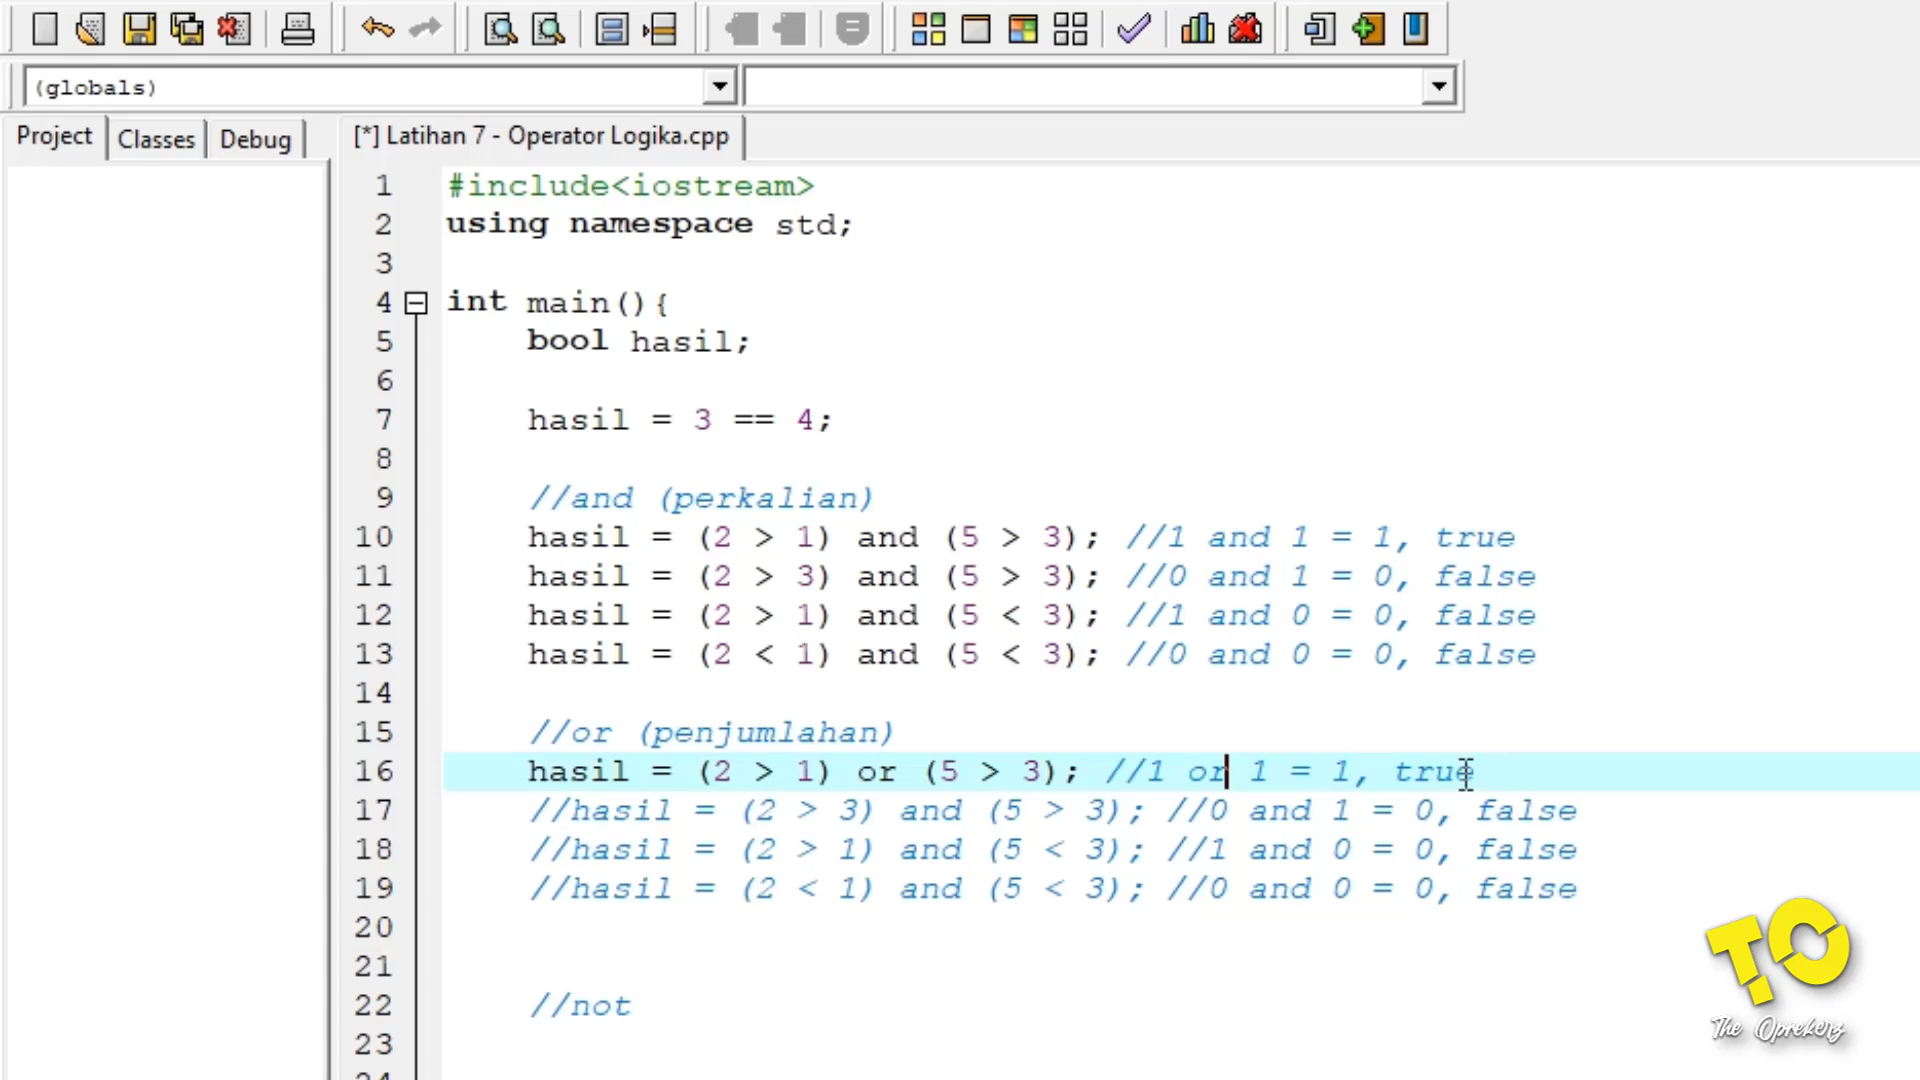 (globals)
Project Classes Debug [*] Latihan 7 - Operator Logika.cpp
1 #include<iostream>
2 using namespace std;
3
4 int main(){
5 bool hasil;
6
7 hasil = 3 == 4;
8
9 //and (perkalian)
10 hasil = (2 > 1) and (5 > 3); //1 and 1 = 1, true
11 hasil = (2 > 3) and (5 > 3); //0 and 1 = 0, false
12 hasil = (2 > 1) and (5 < 3); //1 and 0 = 0, false
13 hasil = (2 < 1) and (5 < 3); //0 and 0 = 0, false
14
15 //or (penjumlahan)
16 hasil = (2 > 1) or (5 > 3); //1 or 1 = 1, true
17 //hasil = (2 > 3) and (5 > 3); //0 and 1 = 0, false
18 //hasil = (2 > 1) and (5 < 3); //1 and 0 = 0, false
19 //hasil = (2 < 1) and (5 < 3); //0 and 0 = 0, false
20
21
22 //not
23
TO
The Oprekerz